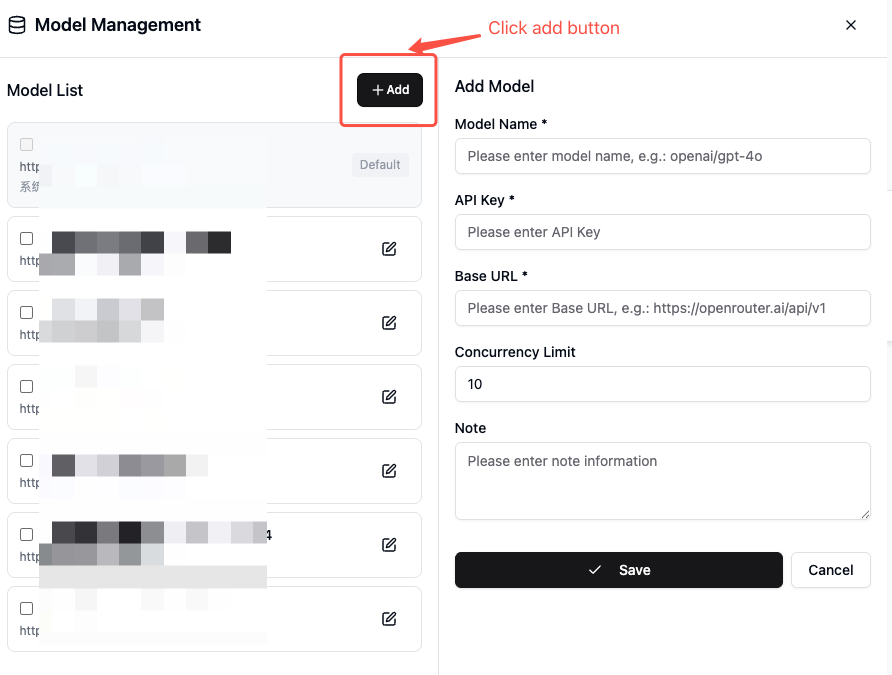 Model Management
Click add button
Model List
Add
Default
http
系统
http
http
http
http
4
http
http
Add Model
Model Name *
Please enter model name, e.g.: openai/gpt-4o
API Key *
Please enter API Key
Base URL *
Please enter Base URL, e.g.: https://openrouter.ai/api/v1
Concurrency Limit
10
Note
Please enter note information
Save
Cancel